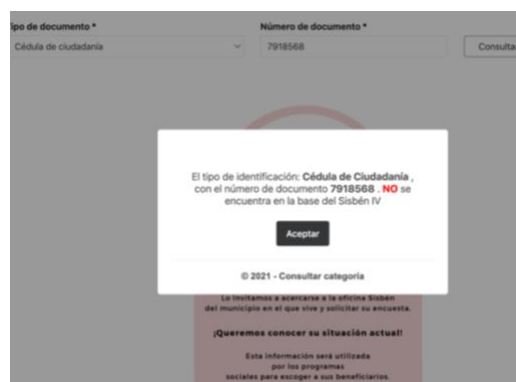 ipo de documento *
Número de documento *
Cédula de ciudadanía
7918568
Consultar
El tipo de identificación: Cédula de Ciudadanía ,
con el número de documento 7918568 . NO se
encuentra en la base del Sisbén IV
Aceptar
© 2021 - Consultar categoria
Lo invitamos a acercarse a la oficina Sisbén
del municipio en el que vive y solicitar su encuesta.
¡Queremos conocer su situación actual!
Esta información será utilizada
por los programas
sociales para escoger a sus beneficiarios.